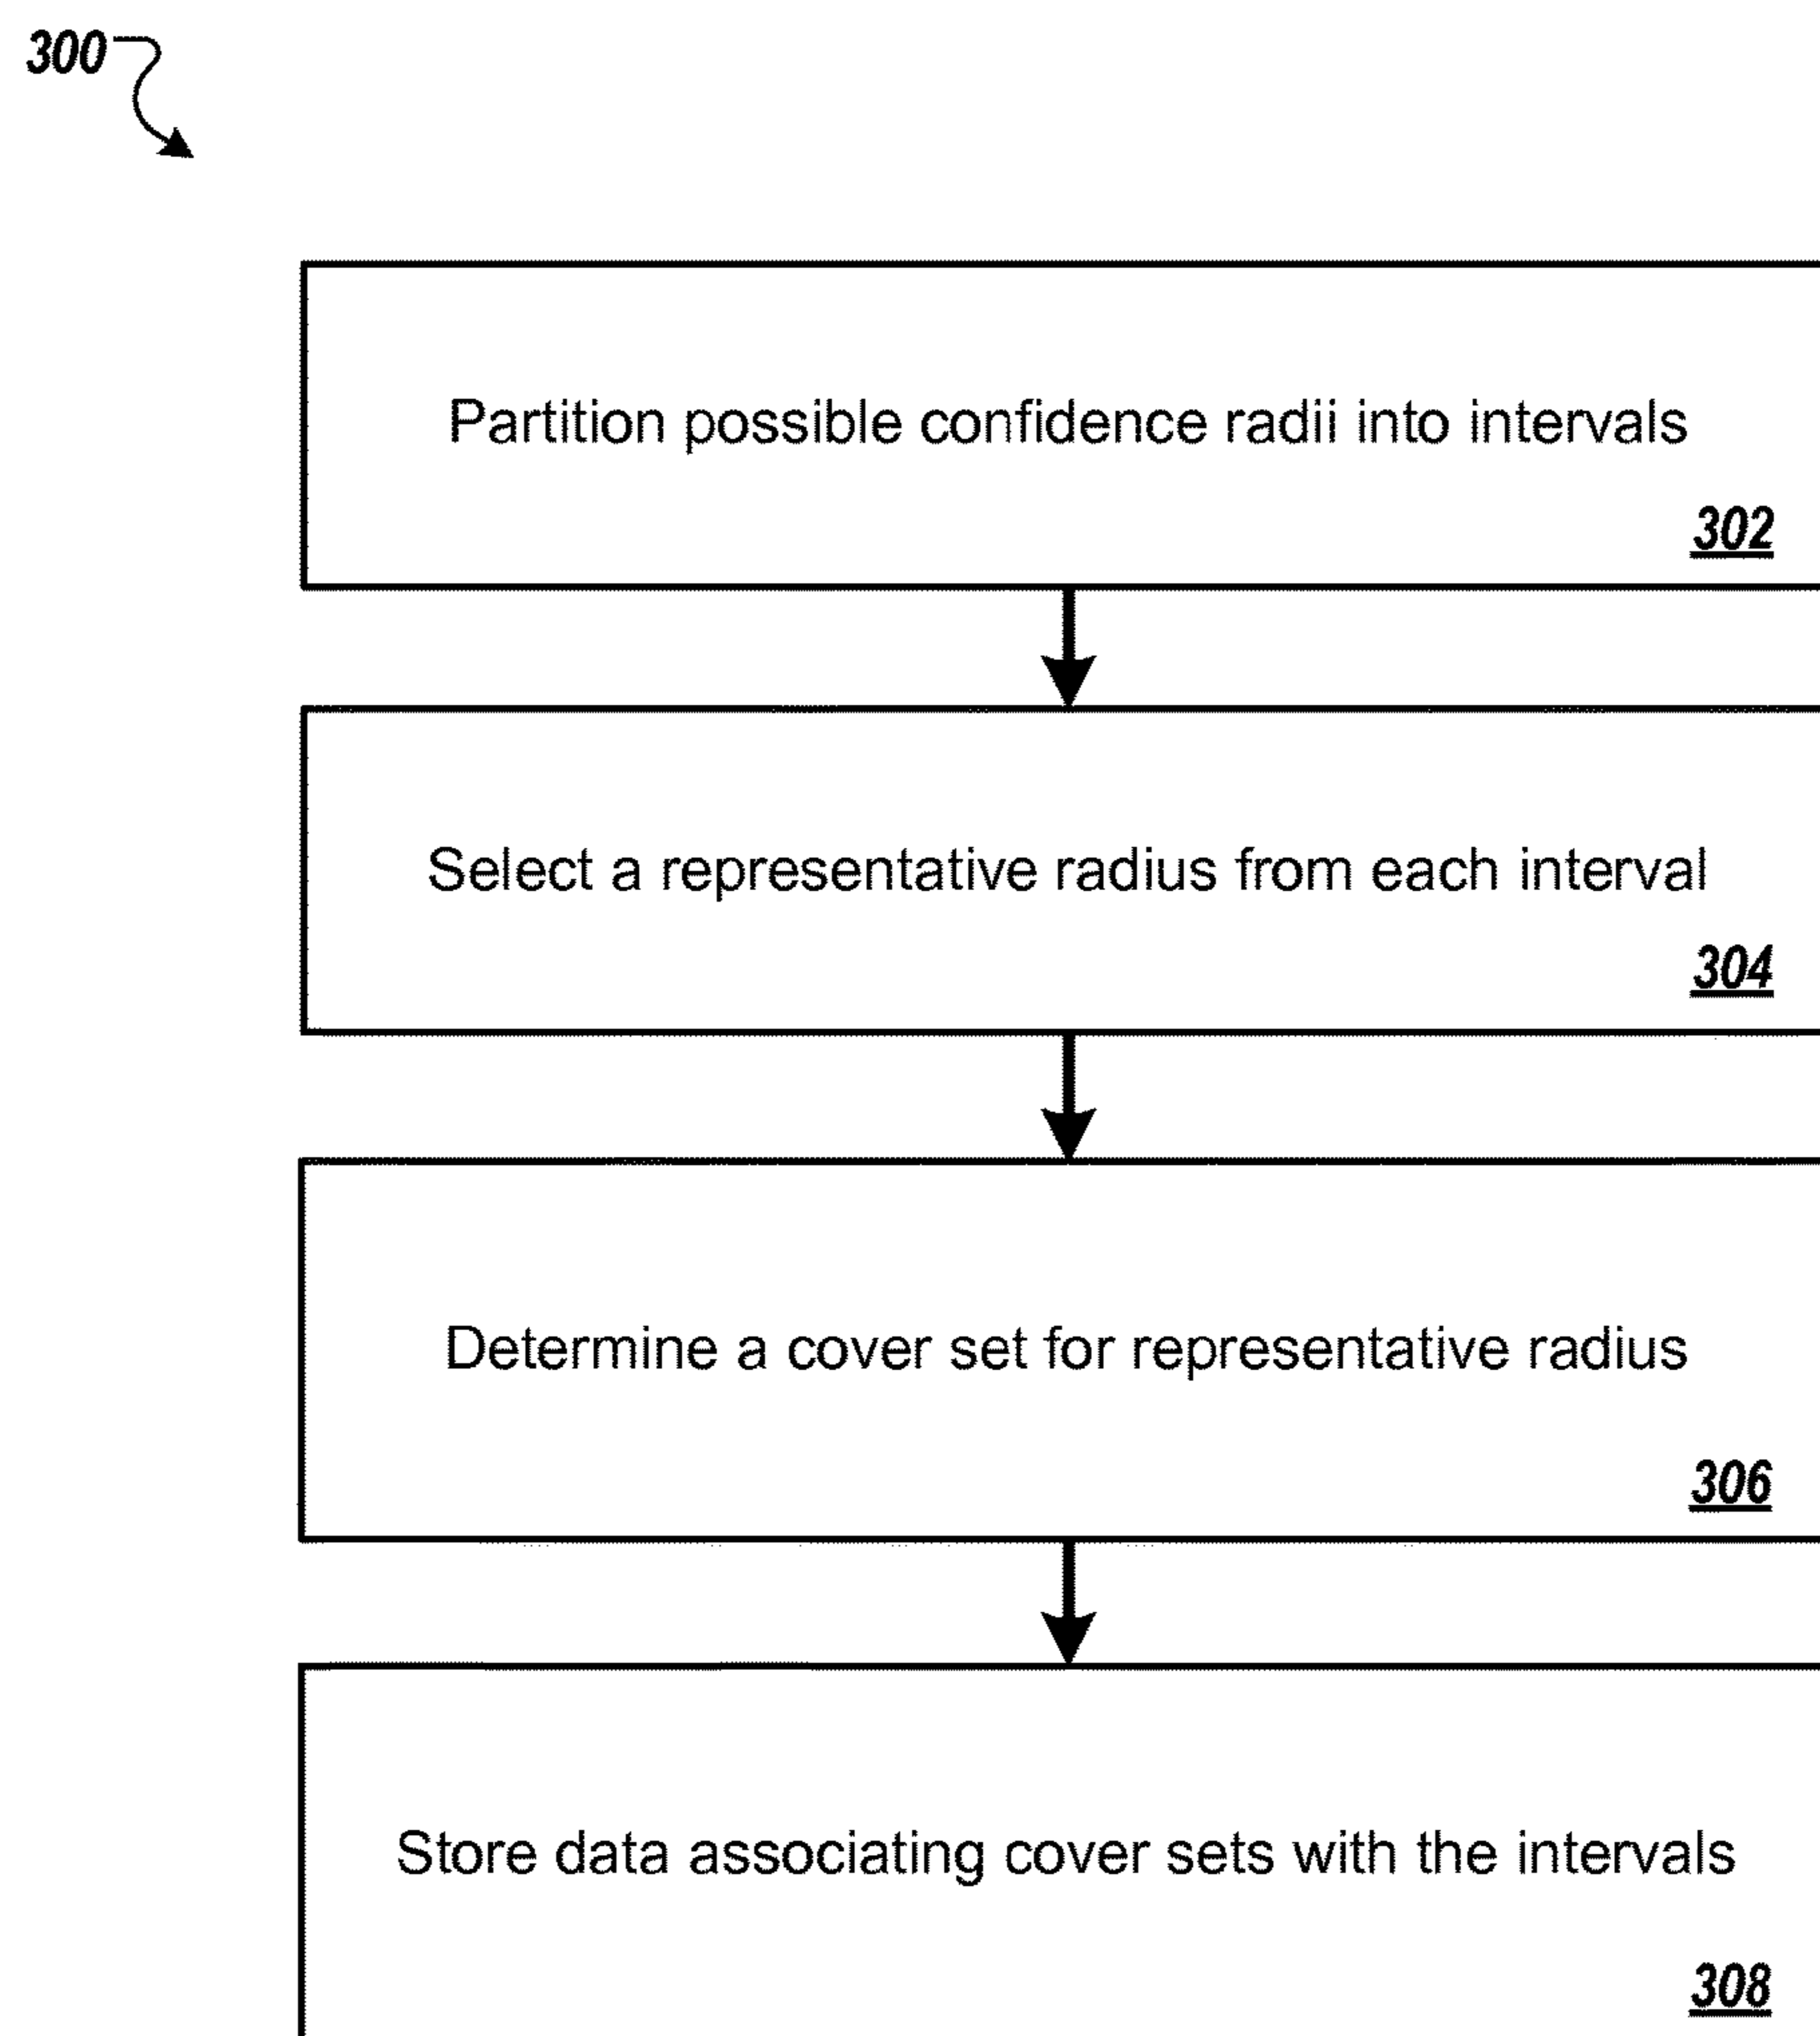 300
Partition possible confidence radii into intervals
302
Select a representative radius from each interval
304
Determine a cover set for representative radius
306
Store data associating cover sets with the intervals
308